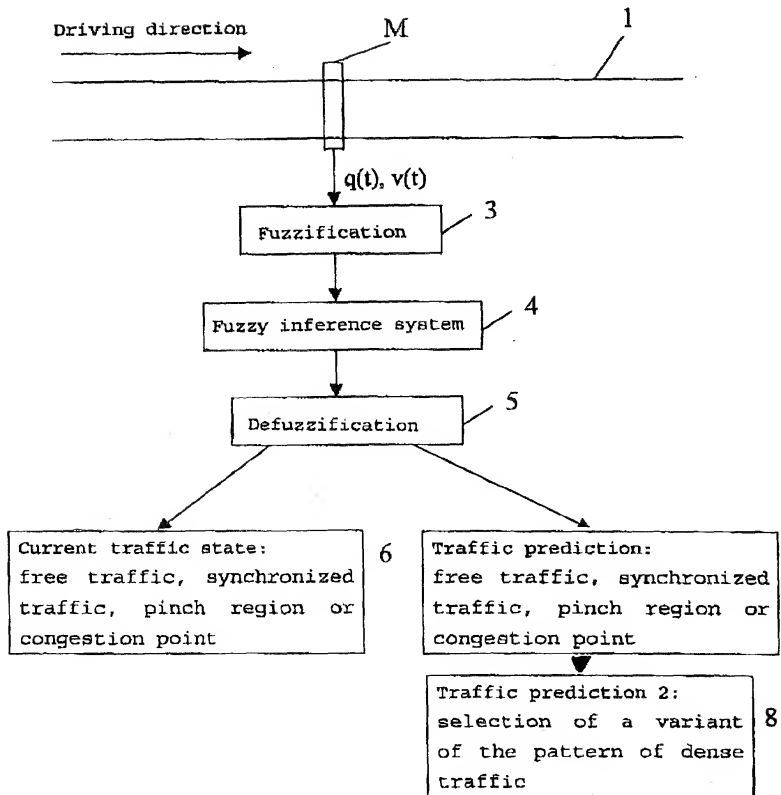 Driving direction
M
1
q(t), v(t)
Fuzzification
3
Fuzzy inference system
4
Defuzzification
5
Current traffic state:
free traffic, synchronized
traffic, pinch region or
congestion point
6
Traffic prediction:
free traffic, synchronized
traffic, pinch region or
congestion point
Traffic prediction 2:
selection of a variant
of the pattern of dense
traffic
8